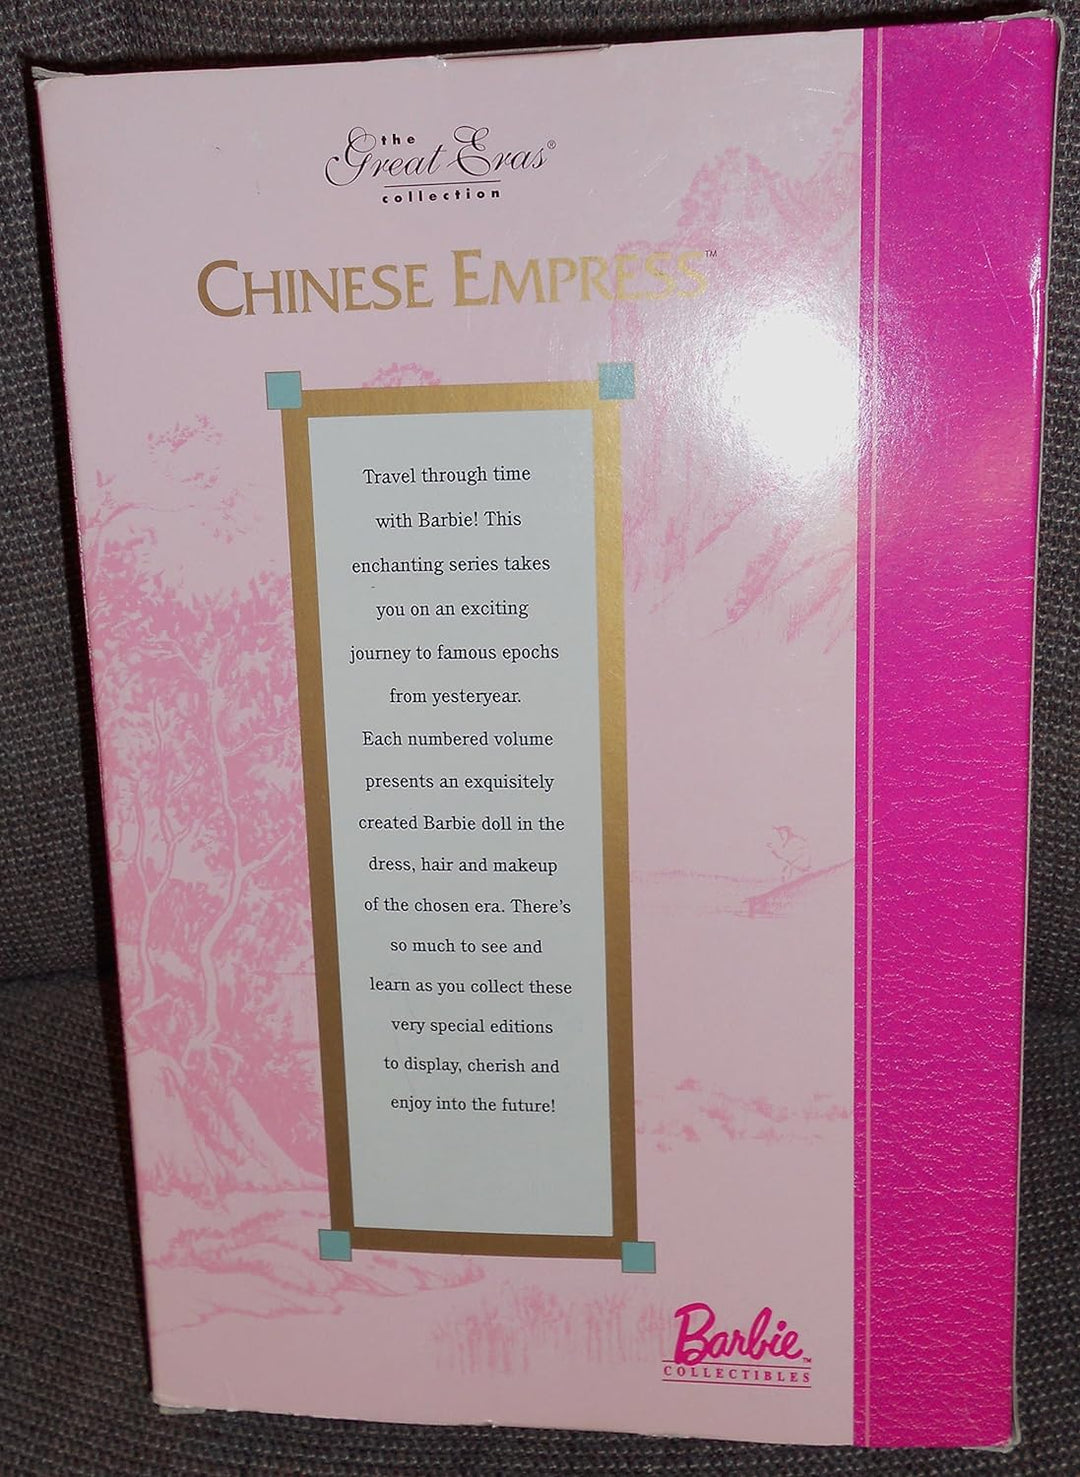 the
Great Eras®
collection
CHINESE EMPRESS™
Travel through time
with Barbie! This
enchanting series takes
you on an exciting
journey to famous epochs
from yesteryear.
Each numbered volume
presents an exquisitely
created Barbie doll in the
dress, hair and makeup
of the chosen era. There's
so much to see and
learn as you collect these
very special editions
to display, cherish and
enjoy into the future!
Barbie™
COLLECTIBLES